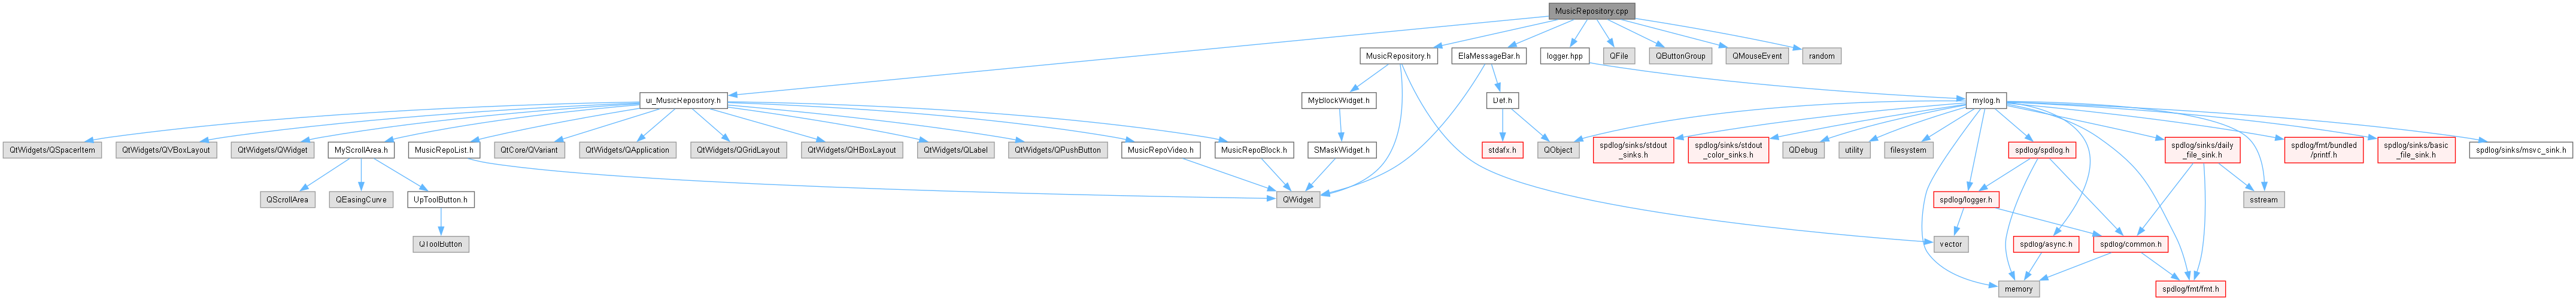 MusicRepository.cpp
MusicRepository.h
ElaMessageBar.h
logger.hpp
QFile
QButtonGroup
QMouseEvent
random
ui_MusicRepository.h
MyBlockWidget.h
Def.h
mylog.h
QtWidgets/QSpacerItem
QtWidgets/QVBoxLayout
QtWidgets/QWidget
MyScrollArea.h
MusicRepoList.h
QtCore/QVariant
QtWidgets/QApplication
QtWidgets/QGridLayout
QtWidgets/QHBoxLayout
QtWidgets/QLabel
QtWidgets/QPushButton
MusicRepoVideo.h
MusicRepoBlock.h
SMaskWidget.h
stdafx.h
QObject
spdlog/sinks/stdout
_sinks.h
spdlog/sinks/stdout
_color_sinks.h
QDebug
utility
filesystem
spdlog/spdlog.h
spdlog/sinks/daily
_file_sink.h
spdlog/fmt/bundled
/printf.h
spdlog/sinks/basic
_file_sink.h
spdlog/sinks/msvc_sink.h
QScrollArea
QEasingCurve
UpToolButton.h
QWidget
spdlog/logger.h
sstream
QToolButton
vector
spdlog/async.h
spdlog/common.h
memory
spdlog/fmt/fmt.h